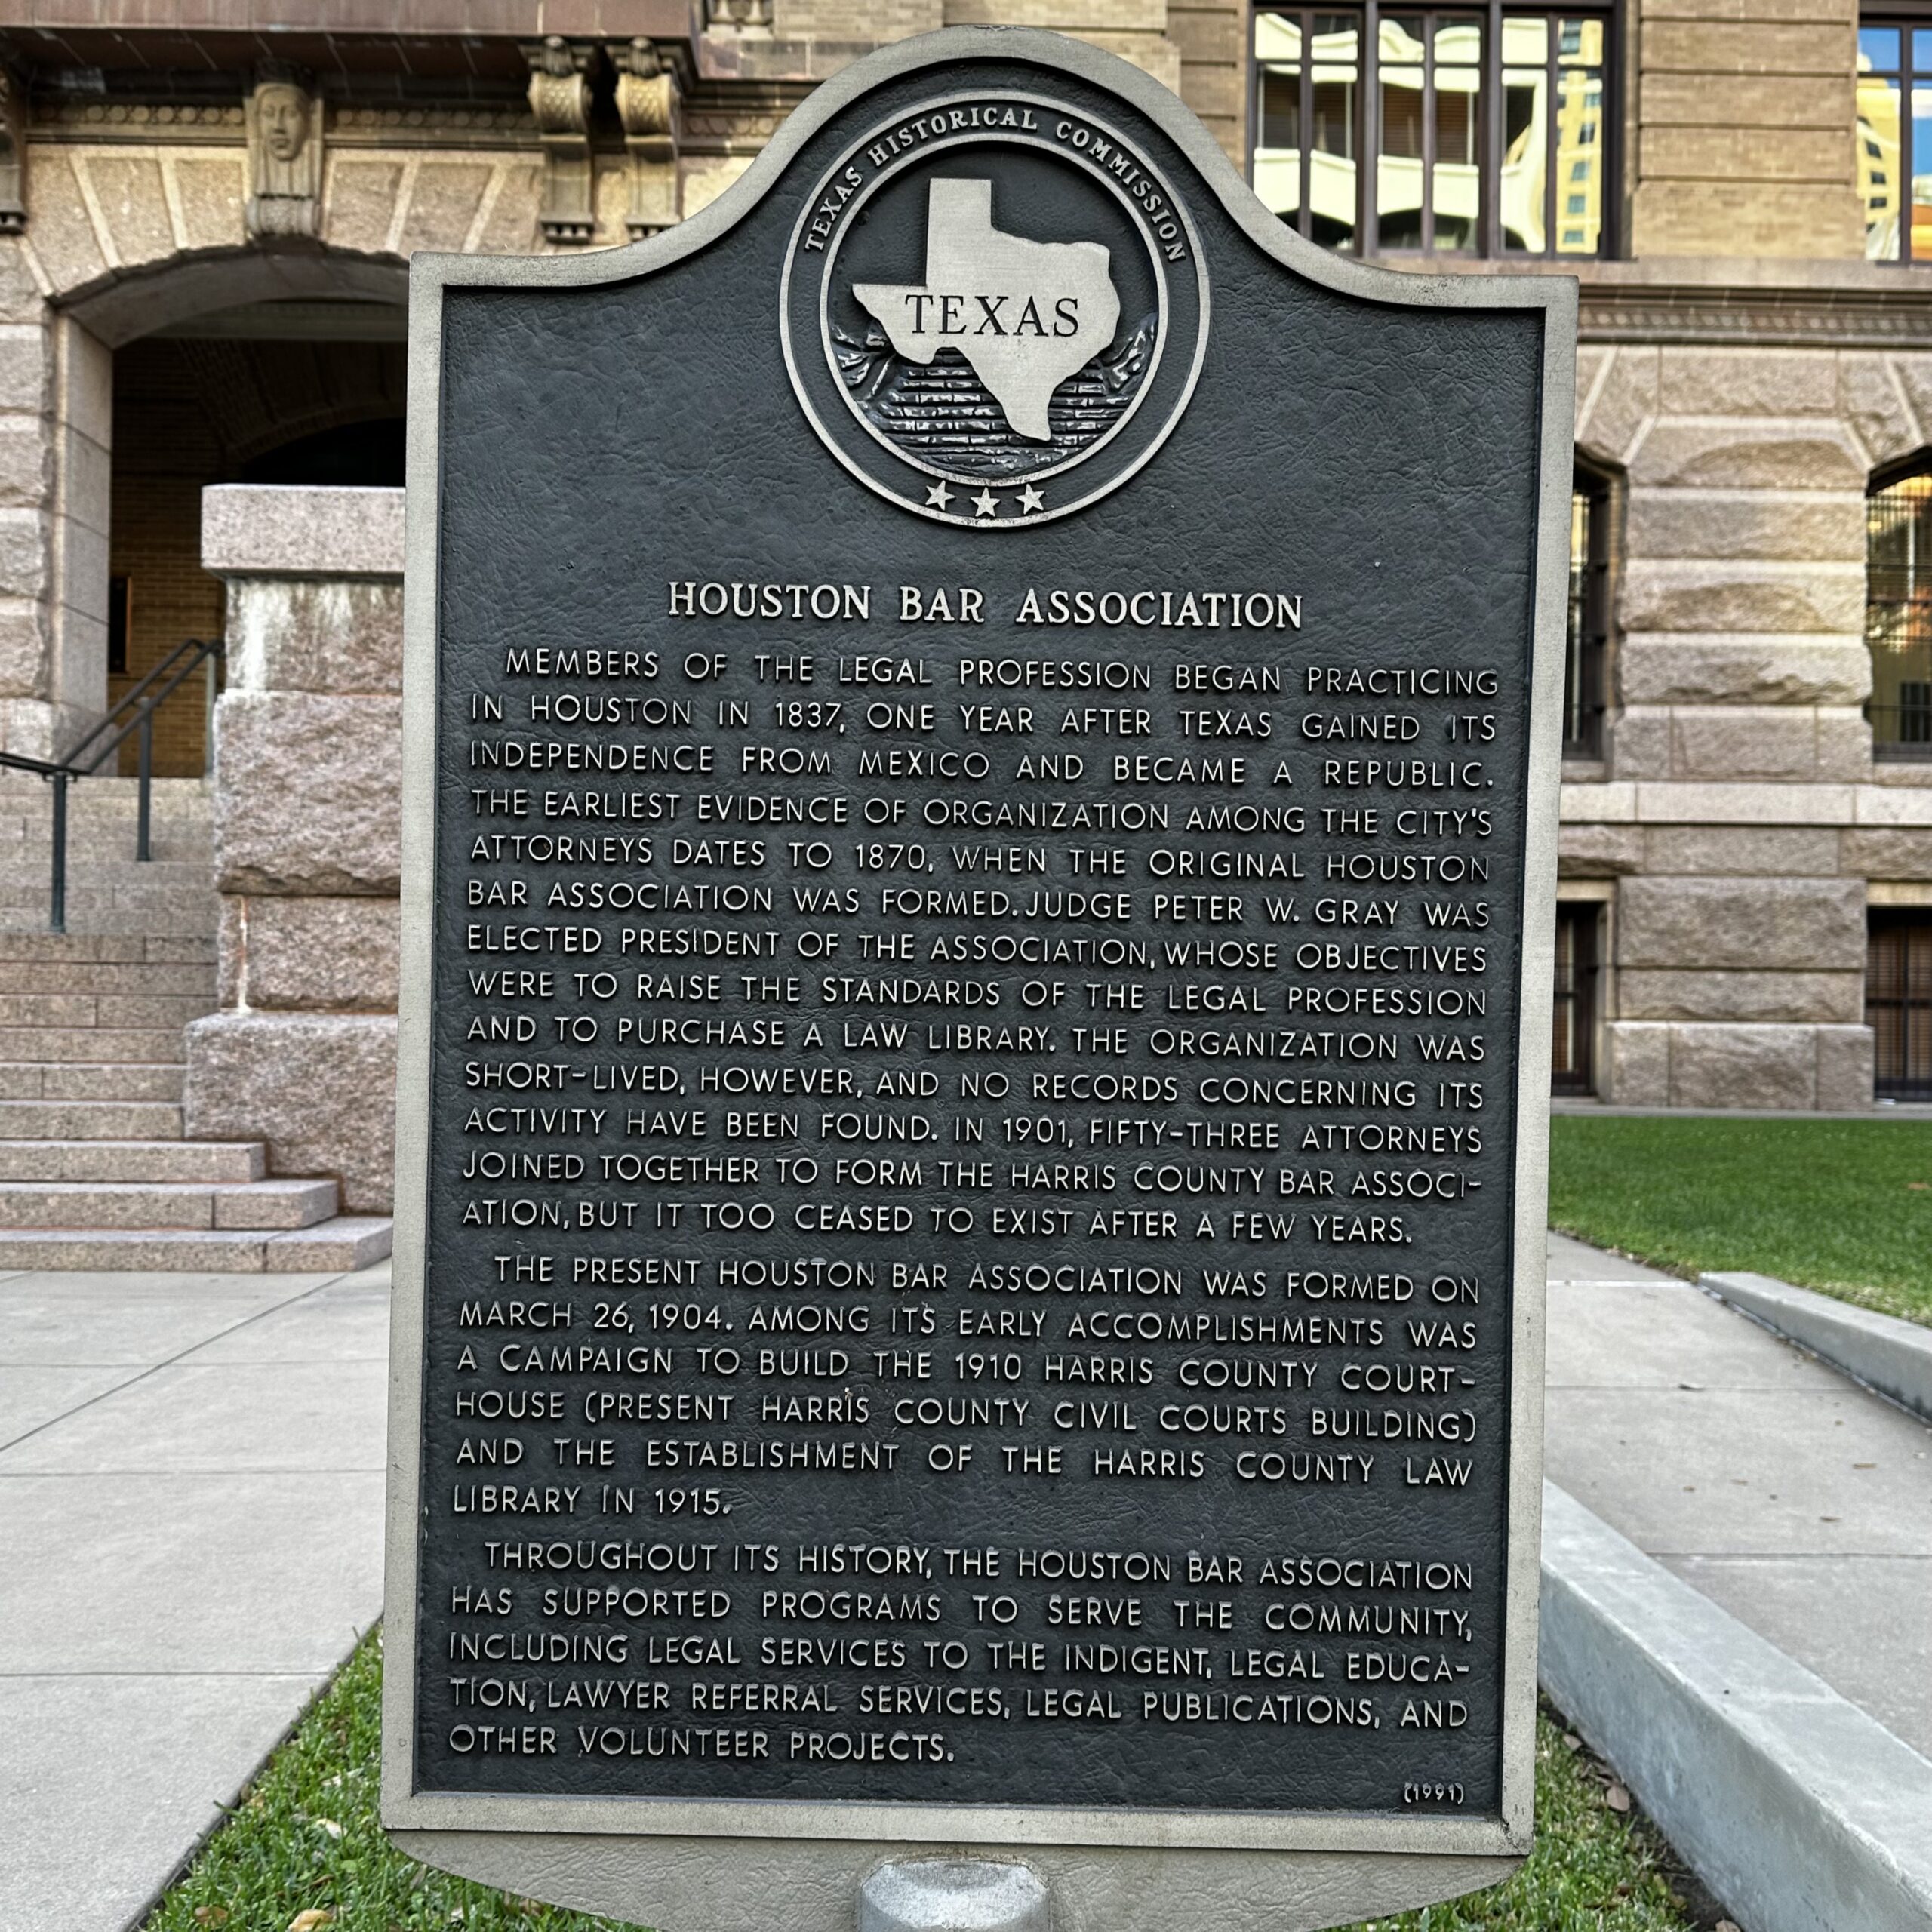 TEXAS HISTORICAL COMMISSION
TEXAS
HOUSTON BAR ASSOCIATION
MEMBERS OF THE LEGAL PROFESSION BEGAN PRACTICING
IN HOUSTON IN 1837, ONE YEAR AFTER TEXAS GAINED ITS
INDEPENDENCE FROM MEXICO AND BECAME A REPUBLIC.
THE EARLIEST EVIDENCE OF ORGANIZATION AMONG THE CITY'S
ATTORNEYS DATES TO 1870, WHEN THE ORIGINAL HOUSTON
BAR ASSOCIATION WAS FORMED. JUDGE PETER W. GRAY WAS
ELECTED PRESIDENT OF THE ASSOCIATION, WHOSE OBJECTIVES
WERE TO RAISE THE STANDARDS OF THE LEGAL PROFESSION
AND TO PURCHASE A LAW LIBRARY. THE ORGANIZATION WAS
SHORT-LIVED, HOWEVER, AND NO RECORDS CONCERNING ITS
ACTIVITY HAVE BEEN FOUND. IN 1901, FIFTY-THREE ATTORNEYS
JOINED TOGETHER TO FORM THE HARRIS COUNTY BAR ASSOCI-
ATION, BUT IT TOO CEASED TO EXIST AFTER A FEW YEARS.
THE PRESENT HOUSTON BAR ASSOCIATION WAS FORMED ON
MARCH 26, 1904. AMONG ITS EARLY ACCOMPLISHMENTS WAS
A CAMPAIGN TO BUILD THE 1910 HARRIS COUNTY COURT-
HOUSE (PRESENT HARRIS COUNTY CIVIL COURTS BUILDING)
AND THE ESTABLISHMENT OF THE HARRIS COUNTY LAW
LIBRARY IN 1915.
THROUGHOUT ITS HISTORY, THE HOUSTON BAR ASSOCIATION
HAS SUPPORTED PROGRAMS TO SERVE THE COMMUNITY,
INCLUDING LEGAL SERVICES TO THE INDIGENT, LEGAL EDUCA-
TION, LAWYER REFERRAL SERVICES, LEGAL PUBLICATIONS, AND
OTHER VOLUNTEER PROJECTS.
(1991)